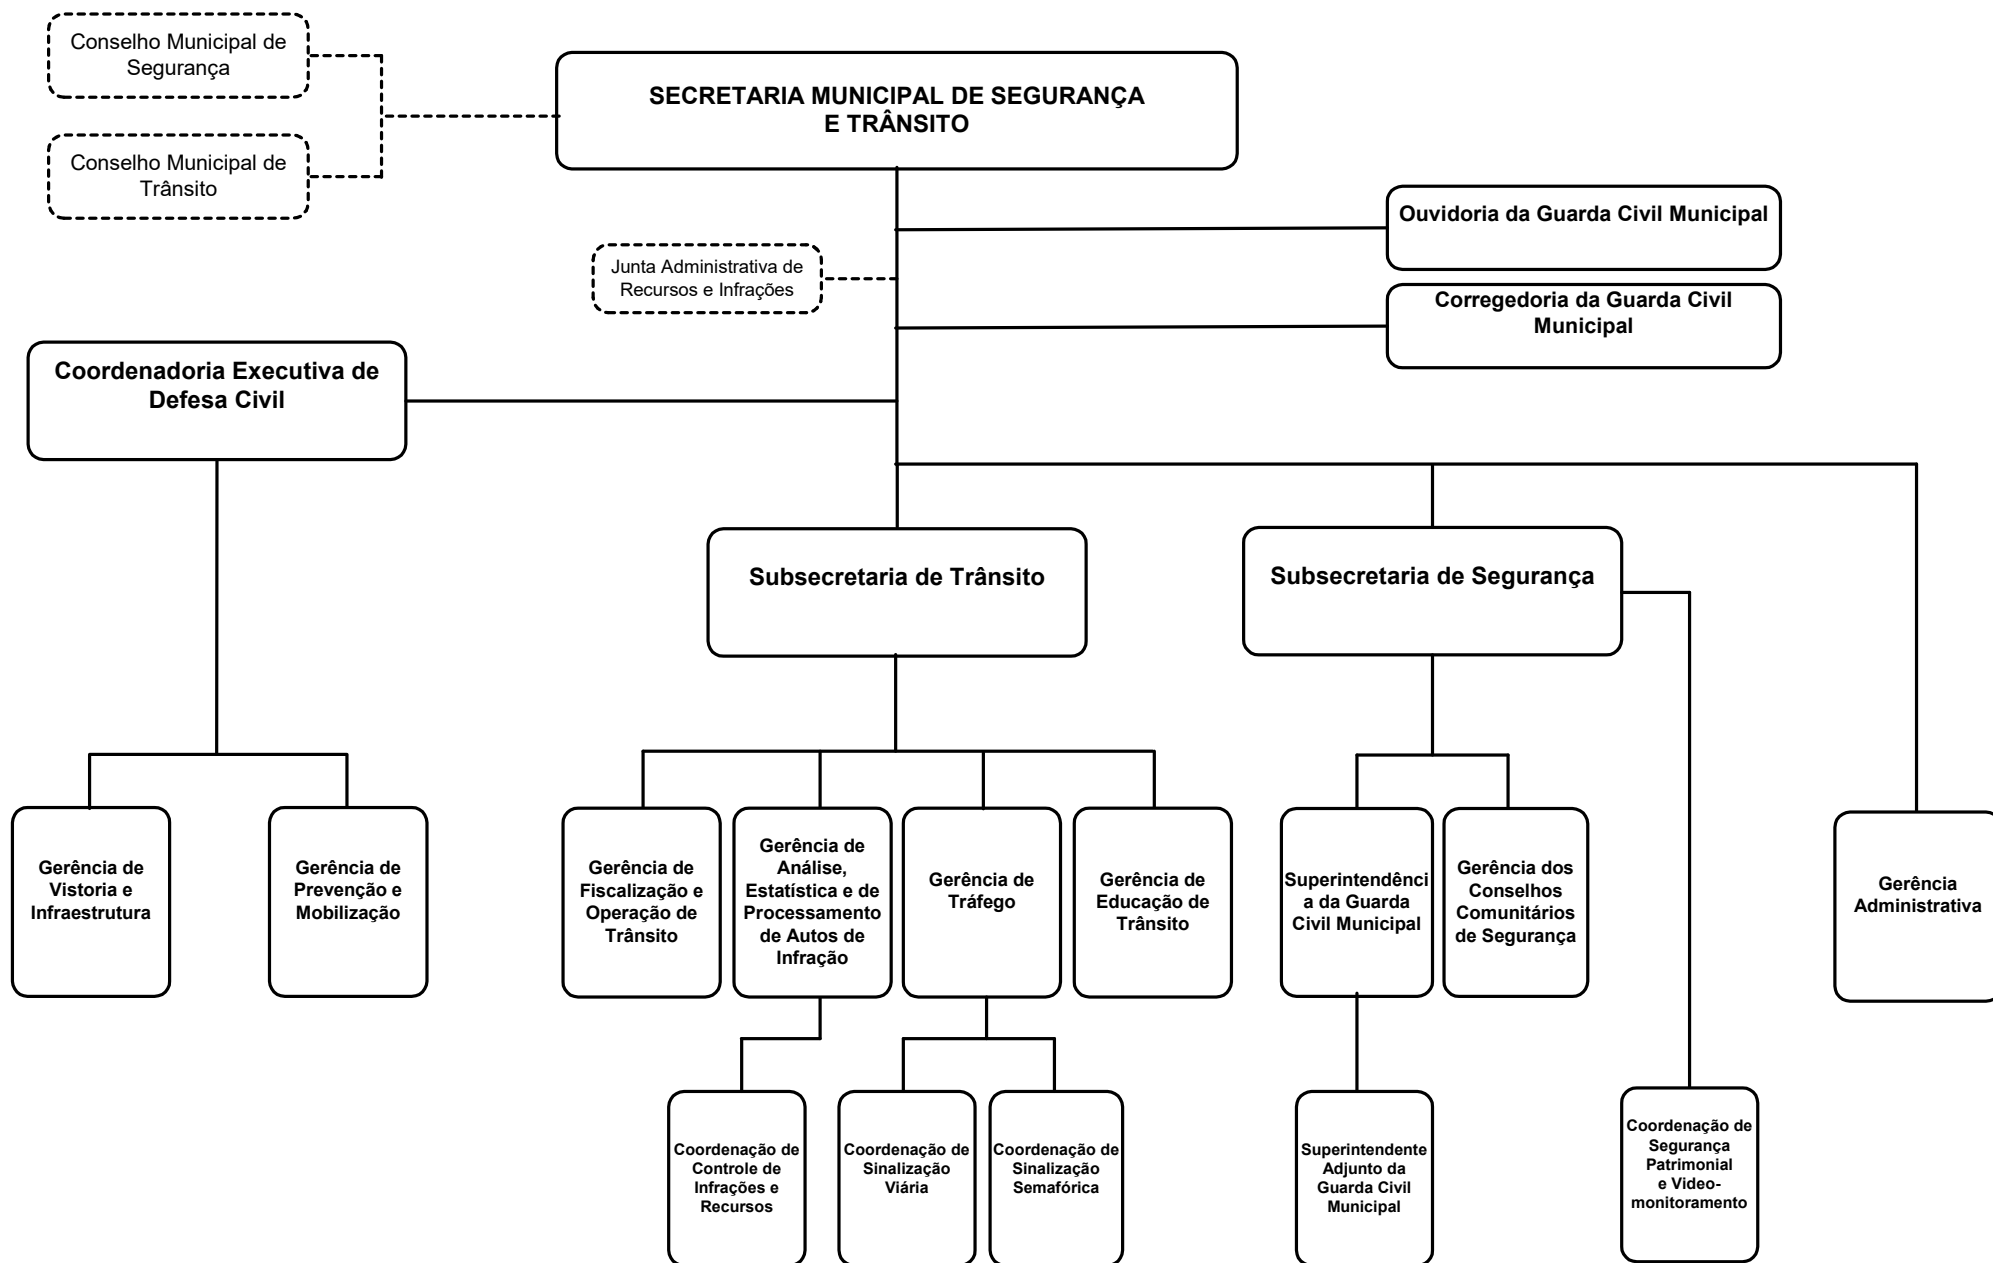 Conselho Municipal de
Segurança
SECRETARIA MUNICIPAL DE SEGURANÇA
E TRÂNSITO
Conselho Municipal de
Trânsito
Ouvidoria da Guarda Civil Municipal
Junta Administrativa de
Recursos e Infrações
Corregedoria da Guarda Civil
Municipal
Coordenadoria Executiva de
Defesa Civil
Subsecretaria de Trânsito
Subsecretaria de Segurança
Gerência de
Vistoria e
Infraestrutura
Gerência de
Prevenção e
Mobilização
Gerência de
Fiscalização e
Operação de
Trânsito
Gerência de
Análise,
Estatística e de
Processamento
de Autos de
Infração
Gerência de
Tráfego
Gerência de
Educação de
Trânsito
Superintendênci
a da Guarda
Civil Municipal
Gerência dos
Conselhos
Comunitários
de Segurança
Gerência
Administrativa
Coordenação de
Controle de
Infrações e
Recursos
Coordenação de
Sinalização
Viária
Coordenação de
Sinalização
Semafórica
Superintendente
Adjunto da
Guarda Civil
Municipal
Coordenação de
Segurança
Patrimonial
e Video-
monitoramento